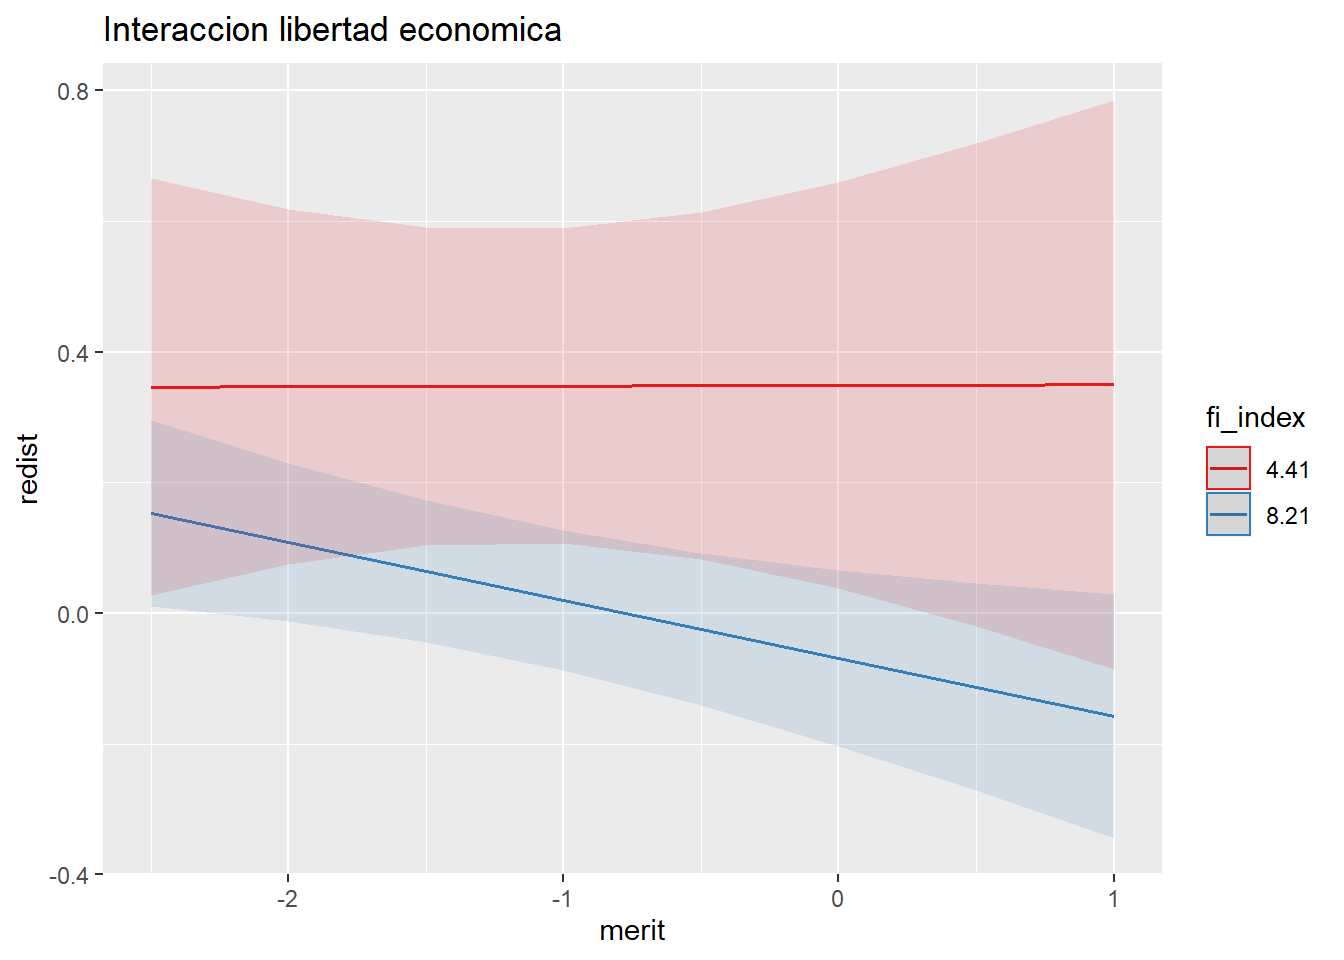 Interaccion libertad economica
0.8
0.4
0.0
-0.4
redist
-2
-1
0
1
merit
fi_index
4.41
8.21